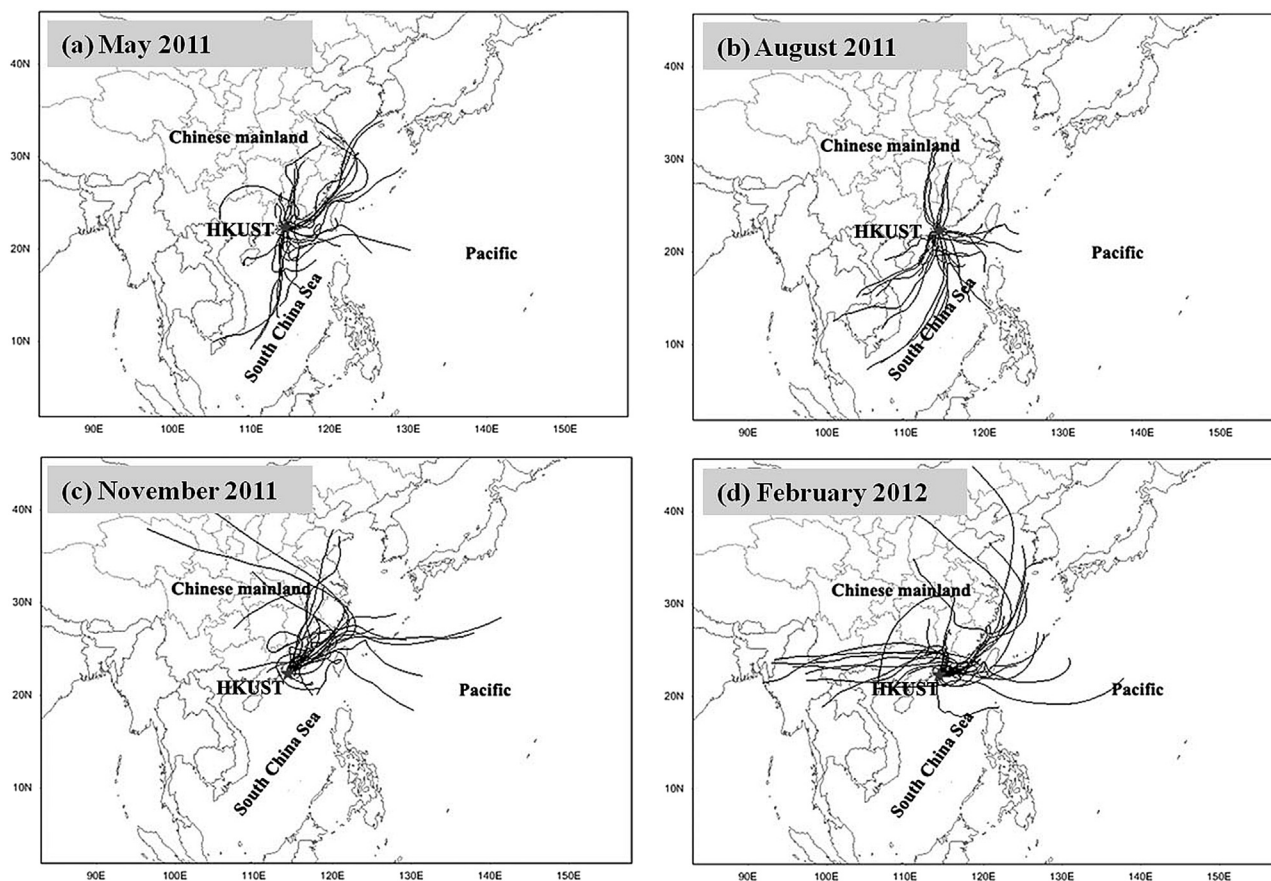 (a) May 2011
40N
30N
20N
10N
Chinese mainland
HKUST
Pacific
South China Sea
90E 100E 110E 120E 130E 140E 150E
(b) August 2011
40N
30N
20N
10N
Chinese mainland
HKUST
Pacific
South China Sea
90E 100E 110E 120E 130E 140E 150E
(c) November 2011
40N
30N
20N
10N
Chinese mainland
HKUST
Pacific
South China Sea
90E 100E 110E 120E 130E 140E 150E
(d) February 2012
40N
30N
20N
10N
Chinese mainland
HKUST
Pacific
South China Sea
90E 100E 110E 120E 130E 140E 150E